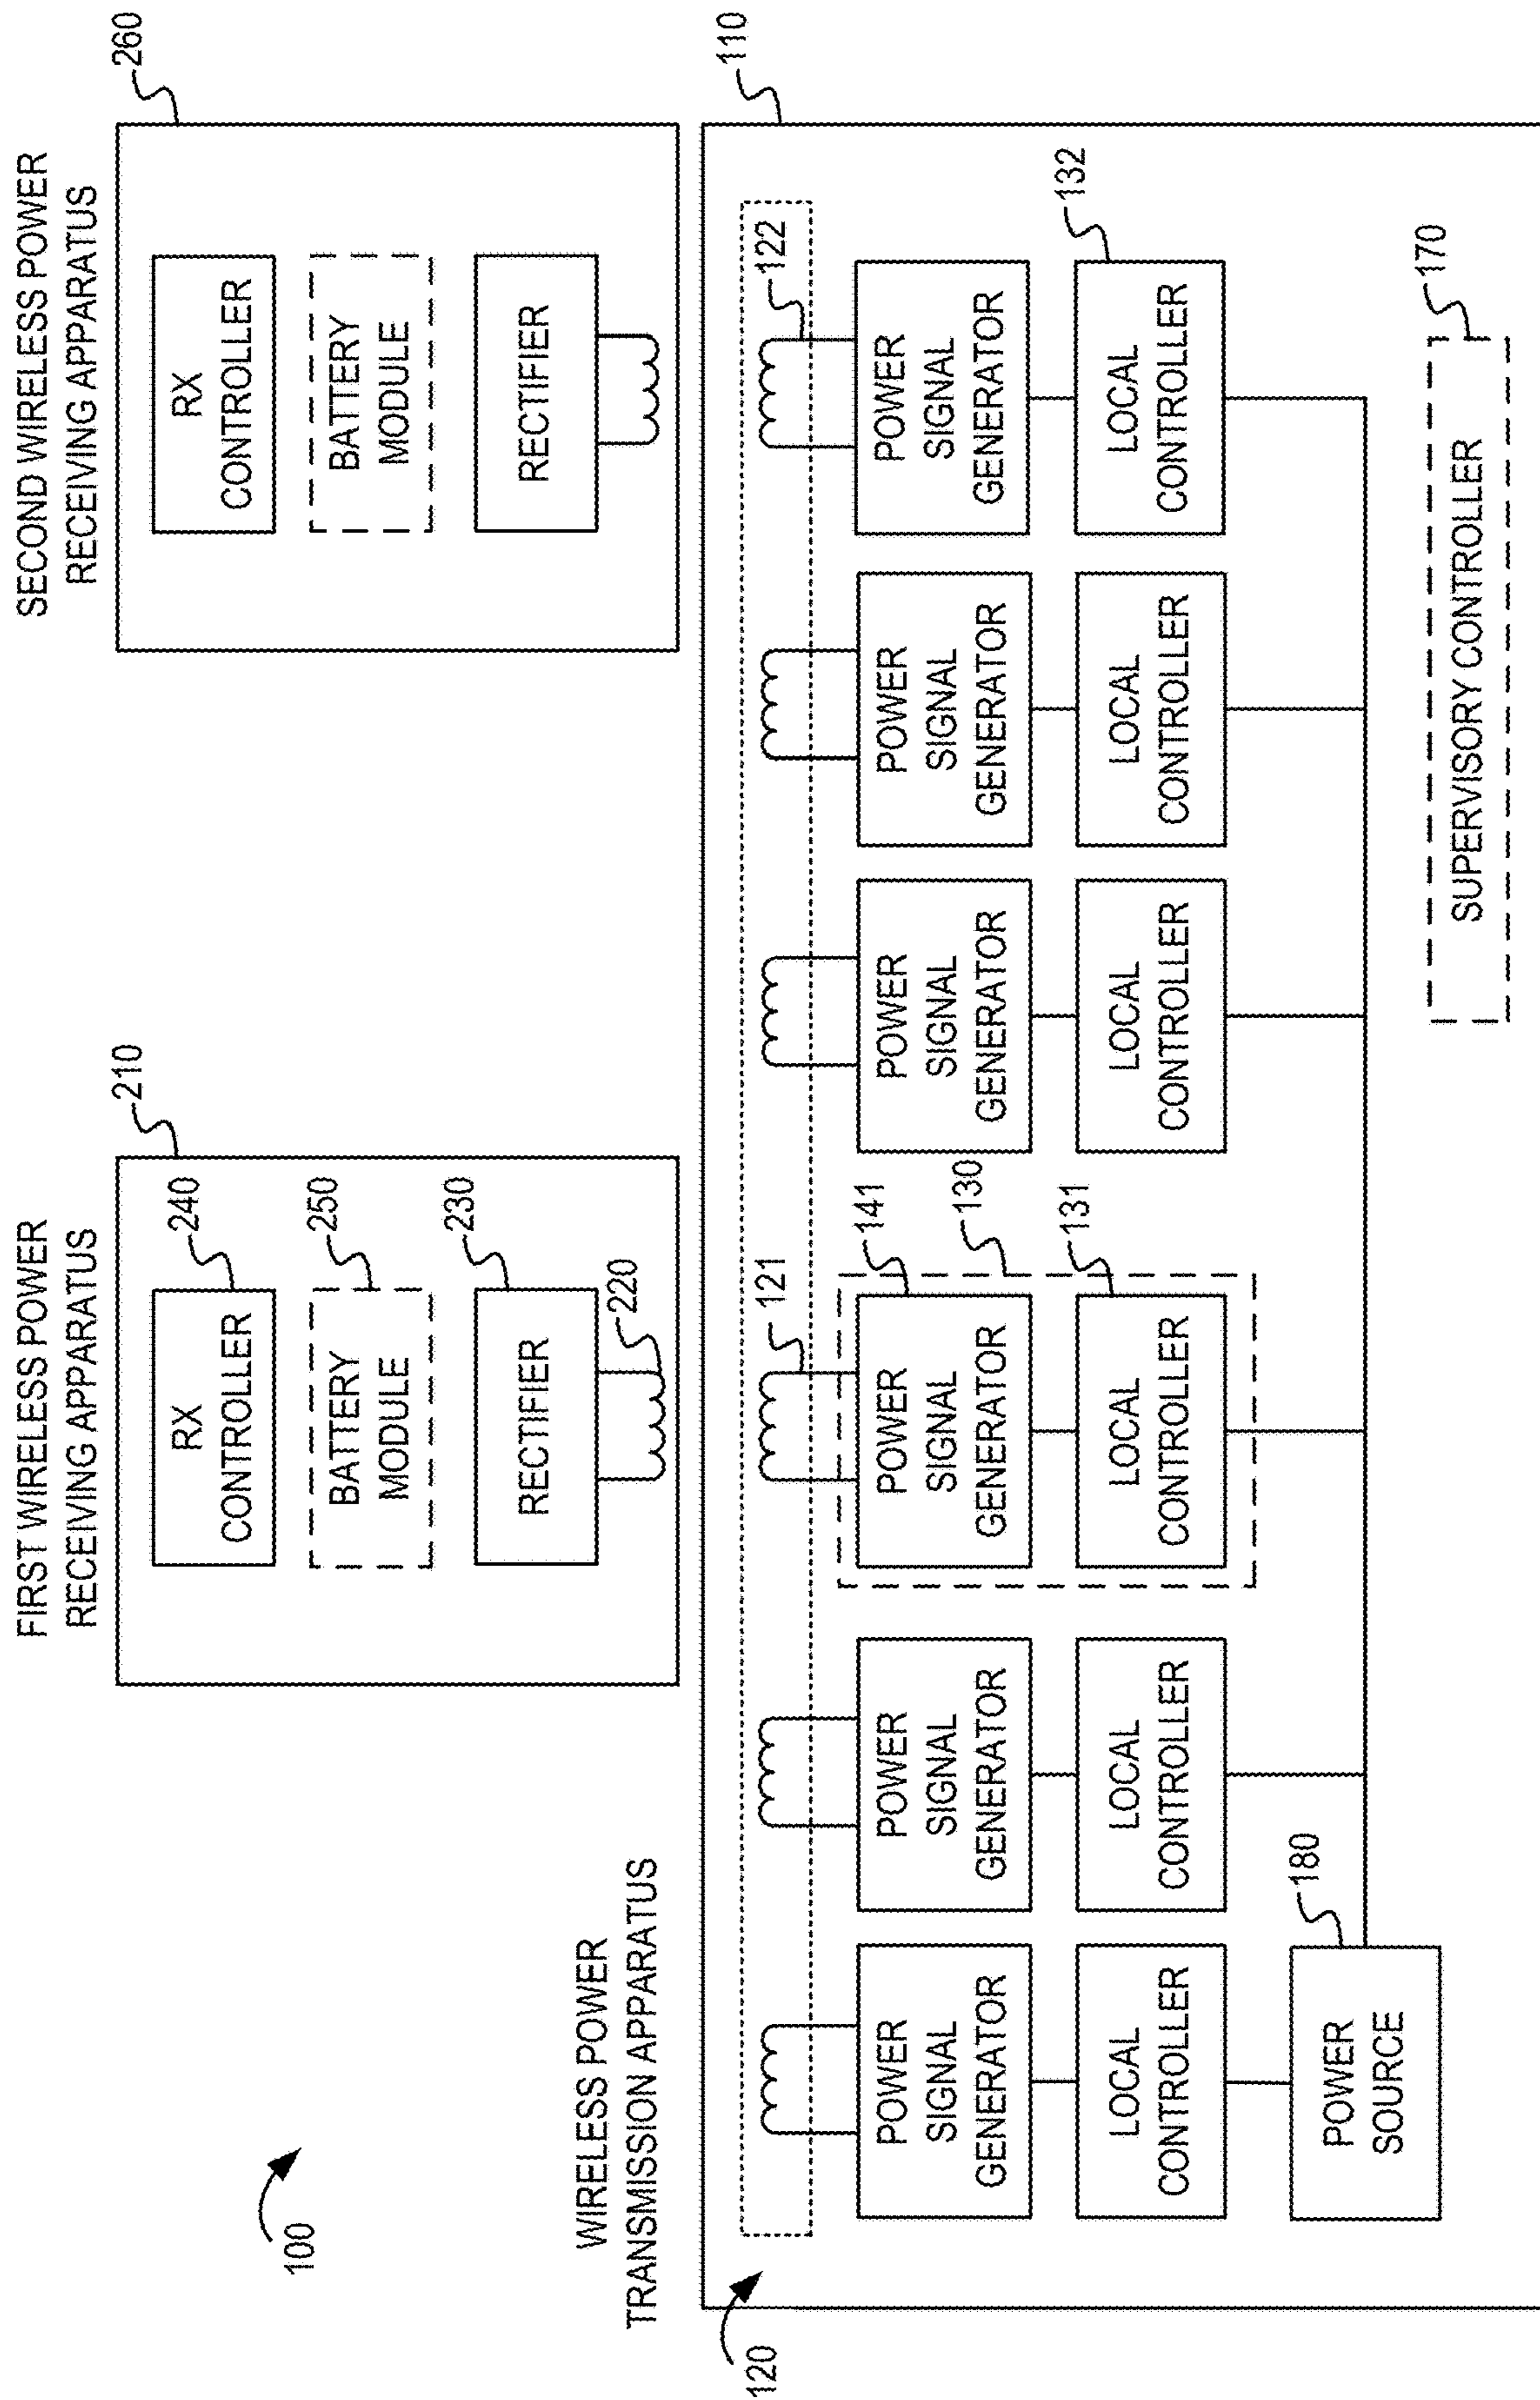 100
FIRST WIRELESS POWER
RECEIVING APPARATUS
210
RX
CONTROLLER
240
BATTERY
MODULE
250
RECTIFIER
230
220
SECOND WIRELESS POWER
RECEIVING APPARATUS
260
RX
CONTROLLER
BATTERY
MODULE
RECTIFIER
WIRELESS POWER
TRANSMISSION APPARATUS
110
120
121
122
POWER
SIGNAL
GENERATOR
POWER
SIGNAL
GENERATOR
POWER
SIGNAL
GENERATOR
141
130
POWER
SIGNAL
GENERATOR
POWER
SIGNAL
GENERATOR
POWER
SIGNAL
GENERATOR
LOCAL
CONTROLLER
LOCAL
CONTROLLER
LOCAL
CONTROLLER
131
LOCAL
CONTROLLER
LOCAL
CONTROLLER
LOCAL
CONTROLLER
132
POWER
SOURCE
180
SUPERVISORY CONTROLLER
170